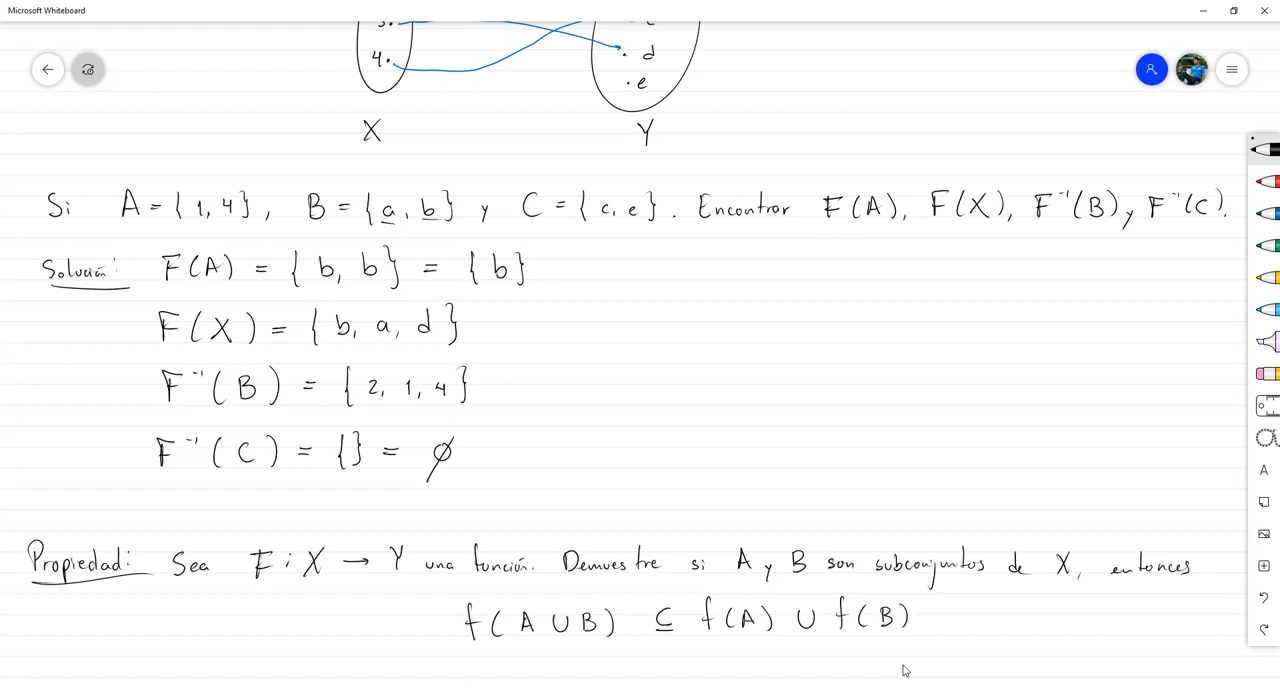 Microsoft Whiteboard
4.
d
e
X
Y
Si A = {1, 4}, B = {a, b} y C = {c, e}. Encontrar F(A), F(X), F⁻¹(B) y F⁻¹(C).
Solución: F(A) = {b, b} = {b}
F(X) = {b, a, d}
F⁻¹(B) = {2, 1, 4}
F⁻¹(C) = {} = ∅
Propiedad: Sea F: X → Y una función. Demuestre si A y B son subconjuntos de X, entonces
f(A ∪ B) ⊆ f(A) ∪ f(B)
A